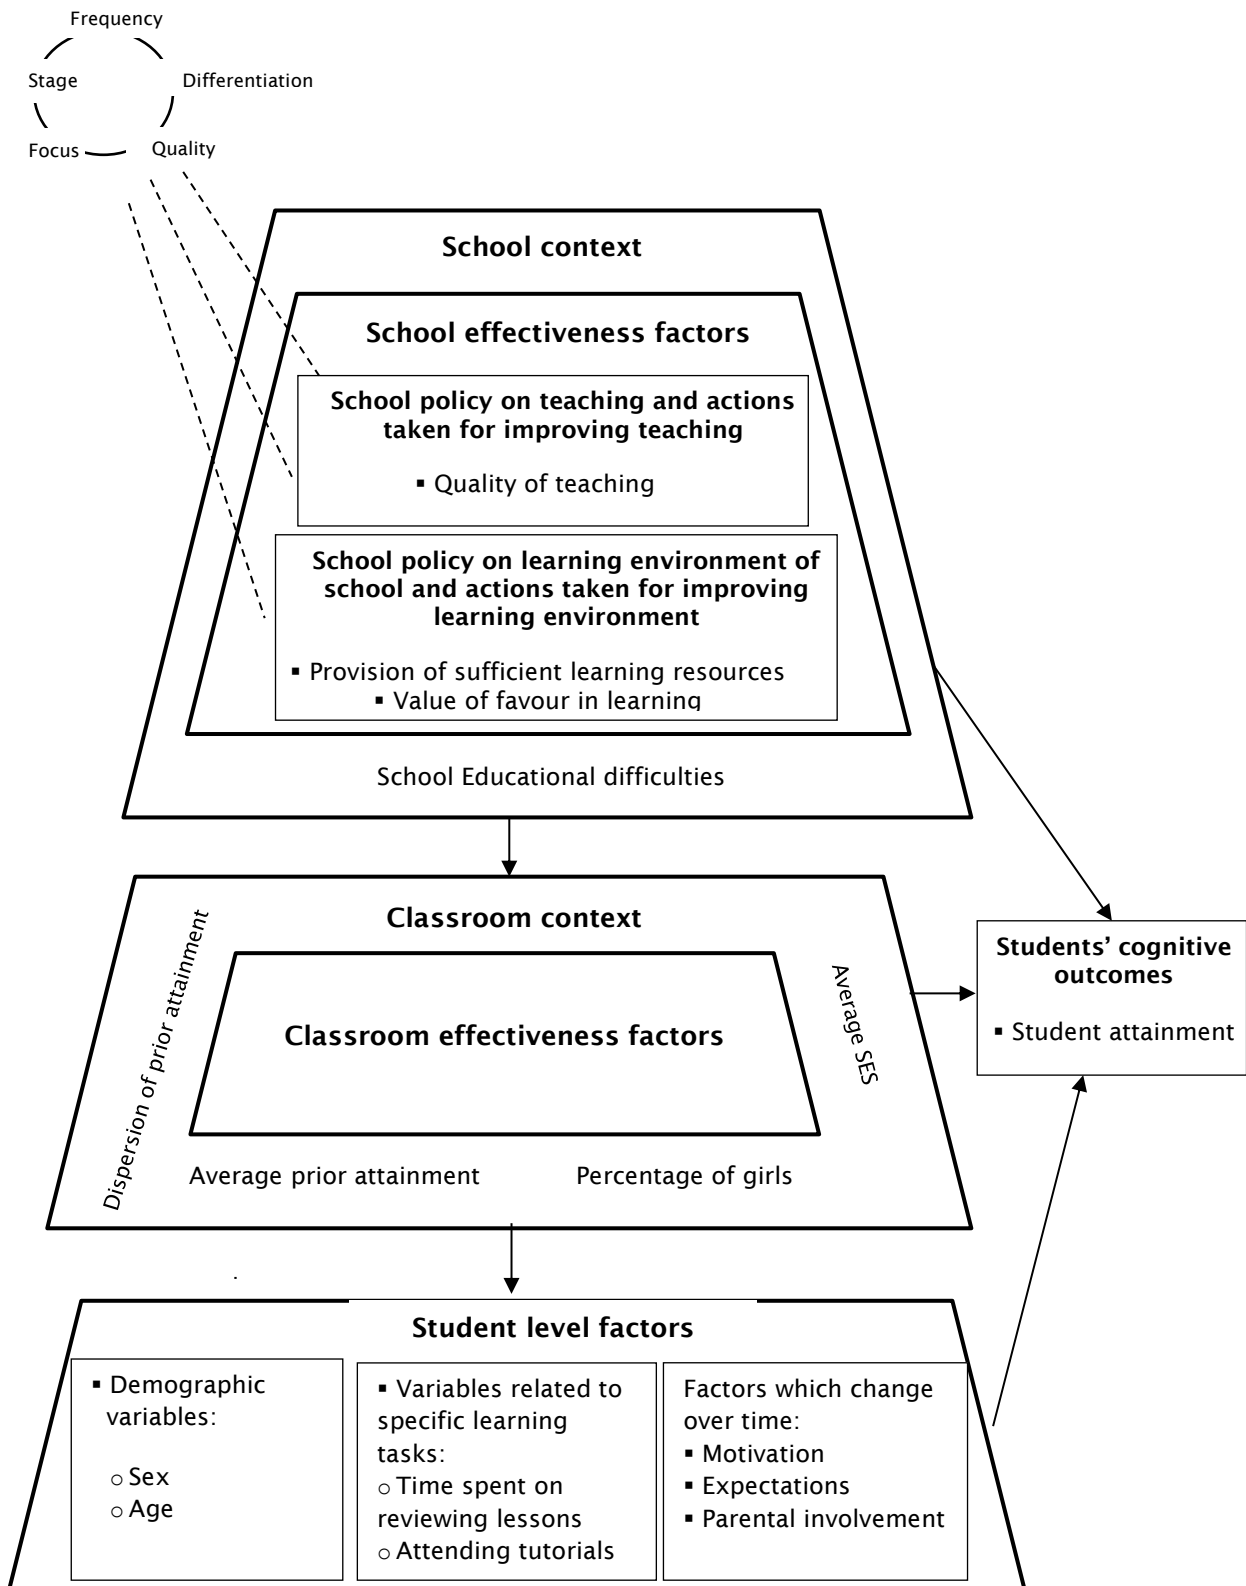 Frequency
Stage
Differentiation
Focus
Quality
School context
School effectiveness factors
School policy on teaching and actions
taken for improving teaching
▪ Quality of teaching
School policy on learning environment of
school and actions taken for improving
learning environment
▪ Provision of sufficient learning resources
▪ Value of favour in learning
School Educational difficulties
Classroom context
Dispersion of prior attainment
Classroom effectiveness factors
Average SES
Average prior attainment
Percentage of girls
Students’ cognitive
outcomes
▪ Student attainment
Student level factors
▪ Demographic
variables:
○ Sex
○ Age
▪ Variables related to
specific learning
tasks:
○ Time spent on
reviewing lessons
○ Attending tutorials
Factors which change
over time:
▪ Motivation
▪ Expectations
▪ Parental involvement